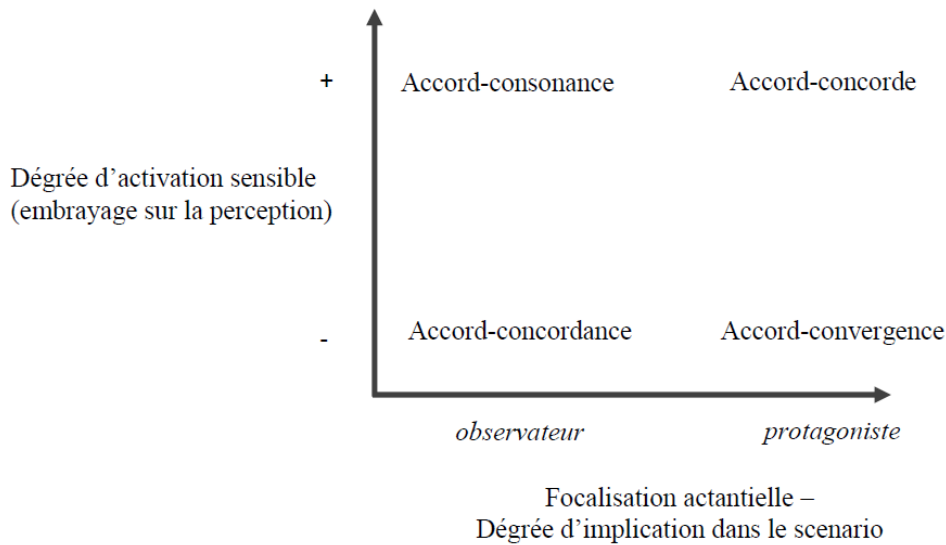 +
Accord-consonance
Accord-concorde
Dégrée d’activation sensible
(embrayage sur la perception)
-
Accord-concordance
Accord-convergence
observateur
protagoniste
Focalisation actantielle –
Dégrée d’implication dans le scenario